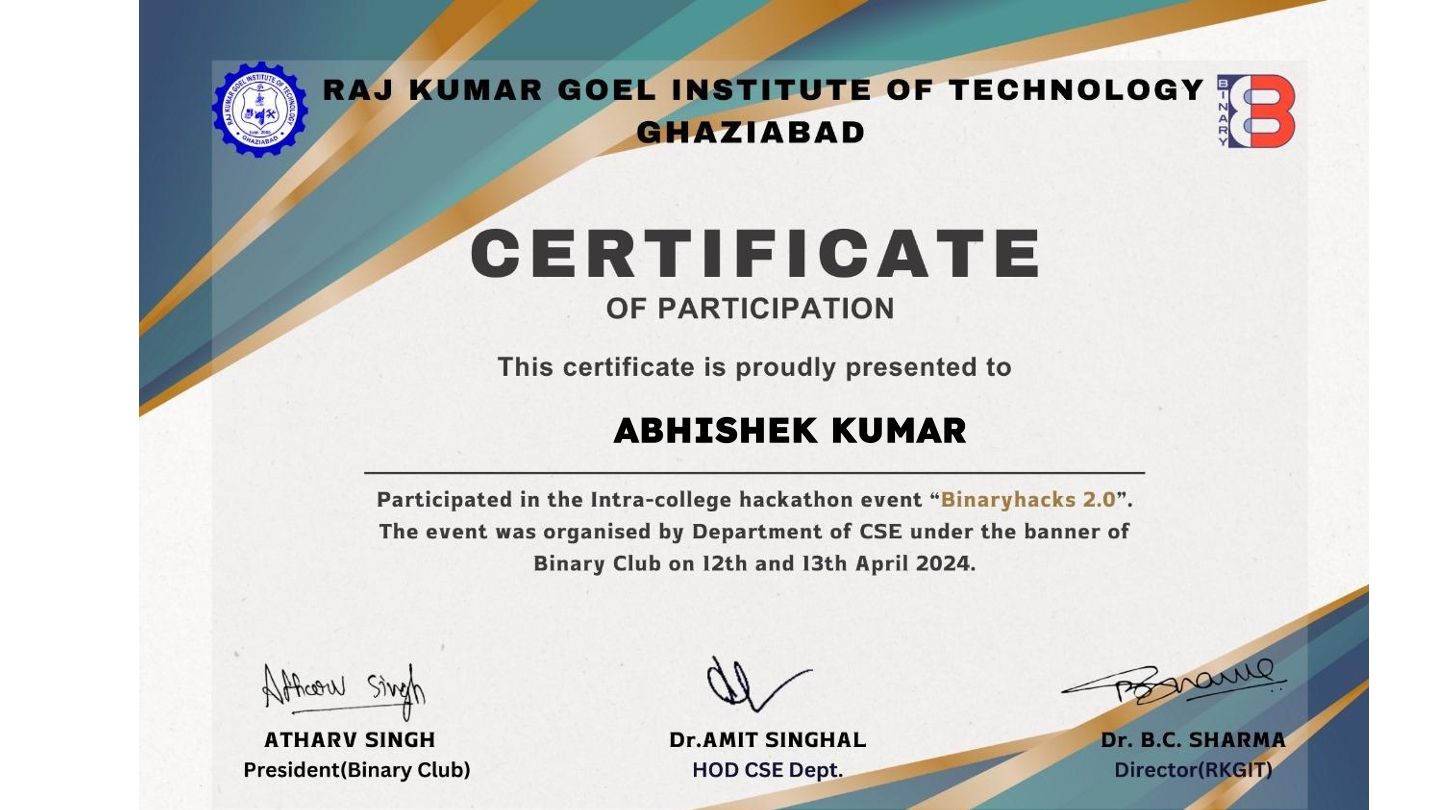 RAJ KUMAR GOEL INSTITUTE OF TECHNOLOGY
GHAZIABAD
RAJ KUMAR GOEL INSTITUTE OF TECHNOLOGY
GHAZIABAD
BINARY
CERTIFICATE
OF PARTICIPATION
This certificate is proudly presented to
ABHISHEK KUMAR
Participated in the Intra-college hackathon event “Binaryhacks 2.0”.
The event was organised by Department of CSE under the banner of
Binary Club on 12th and 13th April 2024.
Atharv Singh
BSharma
ATHARV SINGH
Dr.AMIT SINGHAL
Dr. B.C. SHARMA
President(Binary Club)
HOD CSE Dept.
Director(RKGIT)